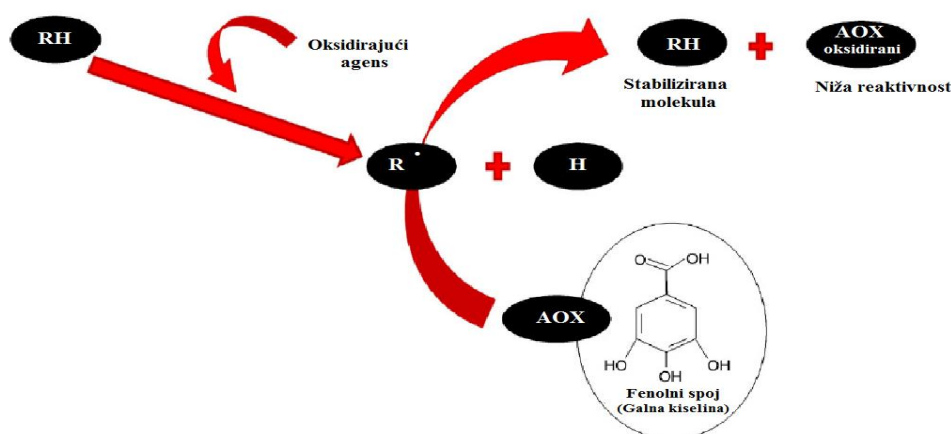 RH
Oksidirajući
agens
RH
AOX
oksidirani
Stabilizirana
molekula
Niža reaktivnost
R•
H
AOX
O
OH
HO
OH
OH
Fenolni spoj
(Galna kiselina)